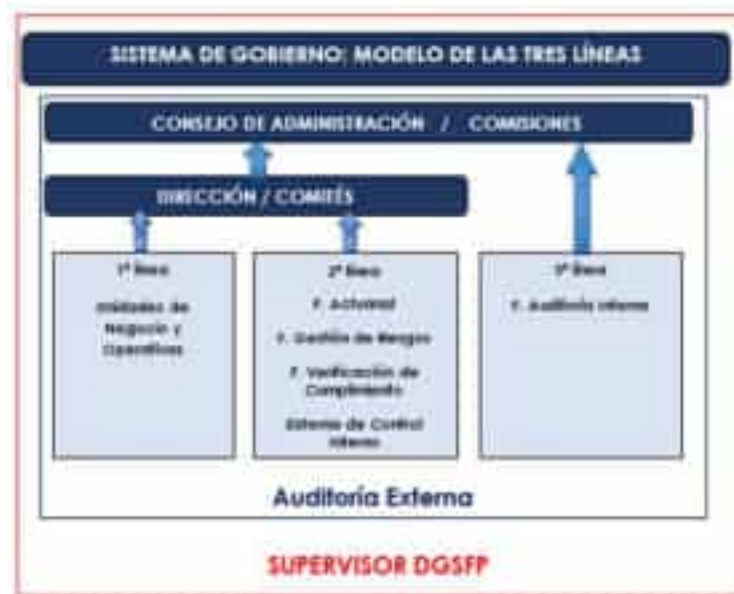 SISTEMA DE GOBIERNO: MODELO DE LAS TRES LÍNEAS
CONSEJO DE ADMINISTRACIÓN / COMISIONES
DIRECCIÓN / COMITÉS
1ª línea
Unidades de
Negocio y
Operativas
2ª línea
F. Actuarial
F. Gestión de Riesgos
F. Verificación de
Cumplimiento
Sistema de Control
Interno
3ª línea
F. Auditoría Interna
Auditoría Externa
SUPERVISOR DGSFP